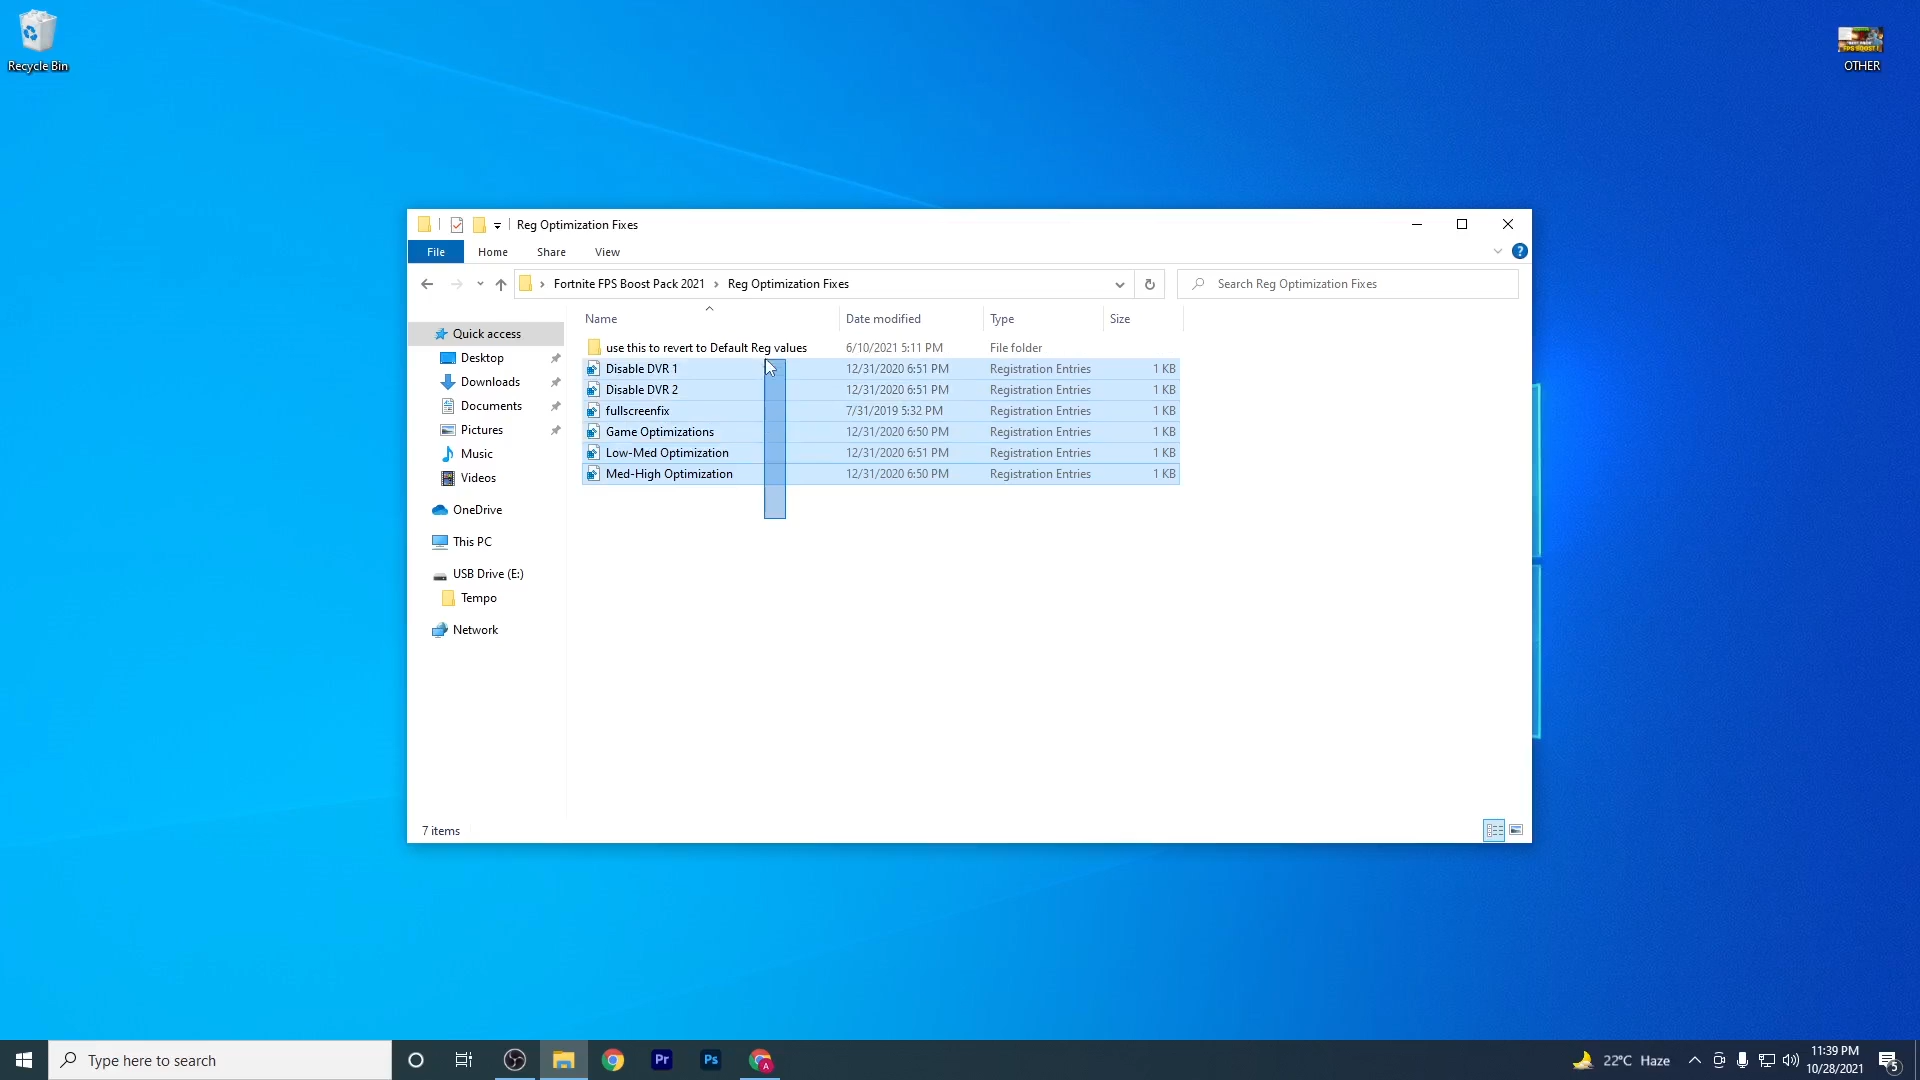 Recycle Bin
OTHER
Reg Optimization Fixes
File Home Share View
Fortnite FPS Boost Pack 2021 › Reg Optimization Fixes
Search Reg Optimization Fixes
Name Date modified Type Size
Quick access
Desktop
Downloads
Documents
Pictures
Music
Videos
OneDrive
This PC
USB Drive (E:)
Tempo
Network
use this to revert to Default Reg values 6/10/2021 5:11 PM File folder
Disable DVR 1 12/31/2020 6:51 PM Registration Entries 1 KB
Disable DVR 2 12/31/2020 6:51 PM Registration Entries 1 KB
fullscreenfix 7/31/2019 5:32 PM Registration Entries 1 KB
Game Optimizations 12/31/2020 6:50 PM Registration Entries 1 KB
Low-Med Optimization 12/31/2020 6:51 PM Registration Entries 1 KB
Med-High Optimization 12/31/2020 6:50 PM Registration Entries 1 KB
7 items
Type here to search
Pr
Ps
A
22°C Haze
11:39 PM
10/28/2021
5